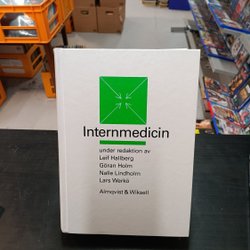 Internmedicin
under redaktion av
Leif Hallberg
Göran Holm
Nalle Lindholm
Lars Werkö
Almqvist & Wiksell